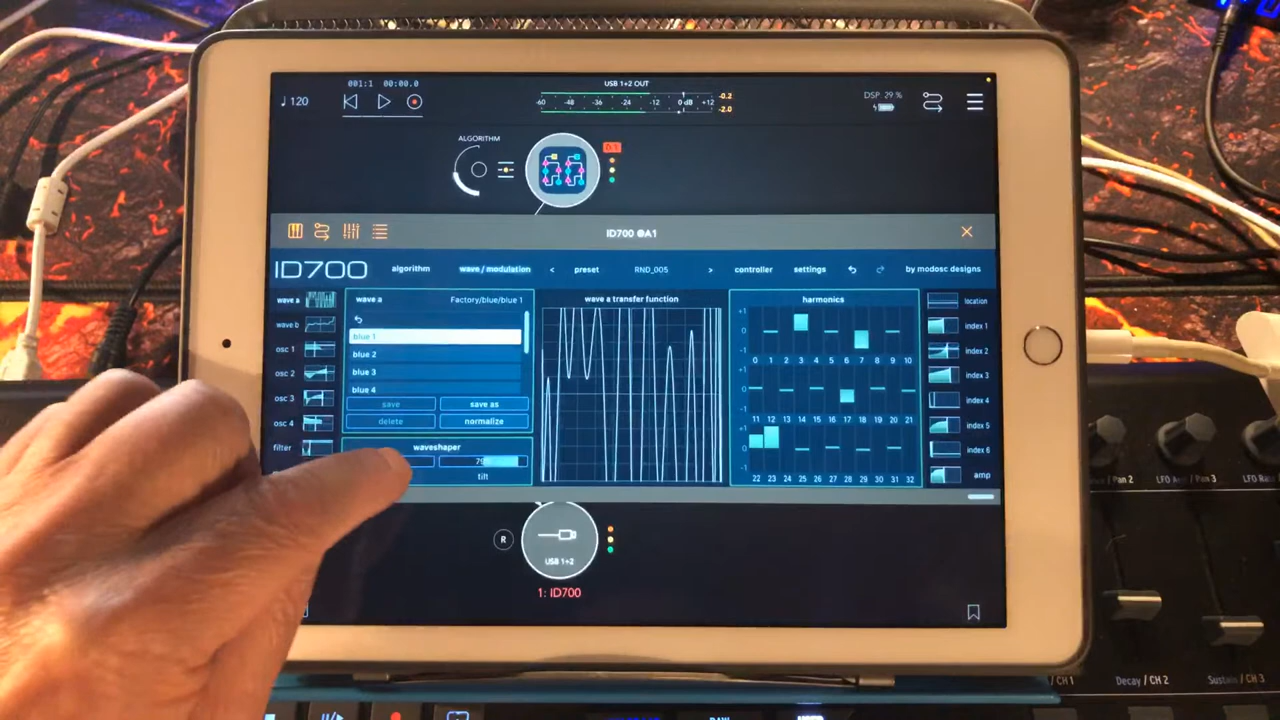 001:1 00:00.0
USB 1+2 OUT
120
-60 -48 -36 -24 -12 0 dB +12
-0.2
-2.0
DSP 29 %
ALGORITHM
ID700 @A1
ID700
algorithm
wave / modulation
< preset RND_005 >
controller
settings
by modosc designs
wave a
wave b
osc 1
osc 2
osc 3
osc 4
filter
wave a Factory/blue/blue 1
blue 1
blue 2
blue 3
blue 4
save save as
delete normalize
waveshaper
tilt
wave a transfer function
harmonics
+1
-1
0 1 2 3 4 5 6 7 8 9 10
+1
-1
11 12 13 14 15 16 17 18 19 20 21
+1
-1
22 23 24 25 26 27 28 29 30 31 32
location
index 1
index 2
index 3
index 4
index 5
index 6
amp
R
USB 1+2
1: ID700
/ Pan 2
LFO Rate
/ CH 1
Decay / CH 2
Sustain / CH 3